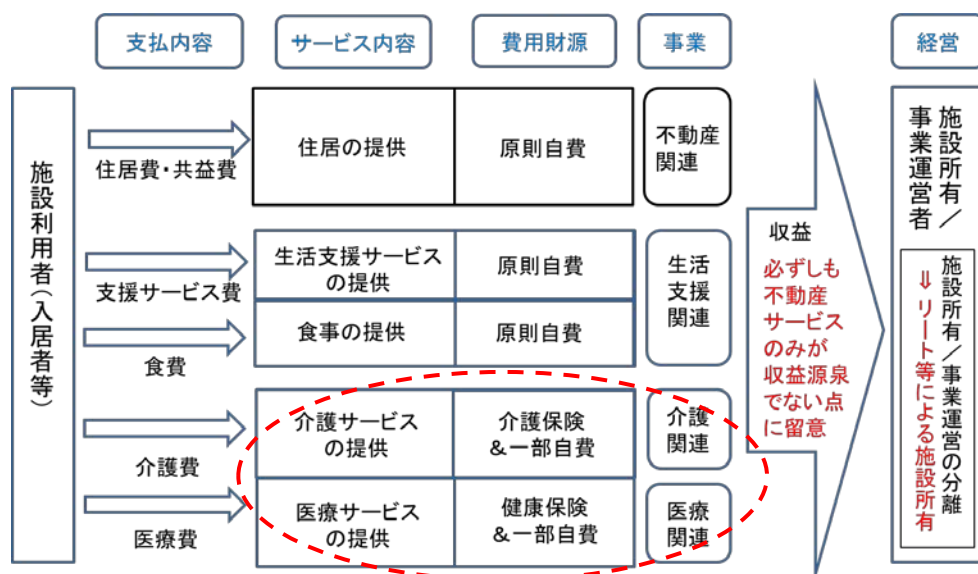 支払内容
サービス内容
費用財源
事業
経営
施設利用者(入居者等)
住居費・共益費
住居の提供
原則自費
不動産
関連
支援サービス費
生活支援サービス
の提供
原則自費
生活
支援
関連
食費
食事の提供
原則自費
介護費
介護サービス
の提供
介護保険
&一部自費
介護
関連
医療費
医療サービス
の提供
健康保険
&一部自費
医療
関連
収益
必ずしも
不動産
サービス
のみが
収益源泉
でない点
に留意
施設所有/
事業運営者
施設所有/事業運営の分離
⇒リート等による施設所有